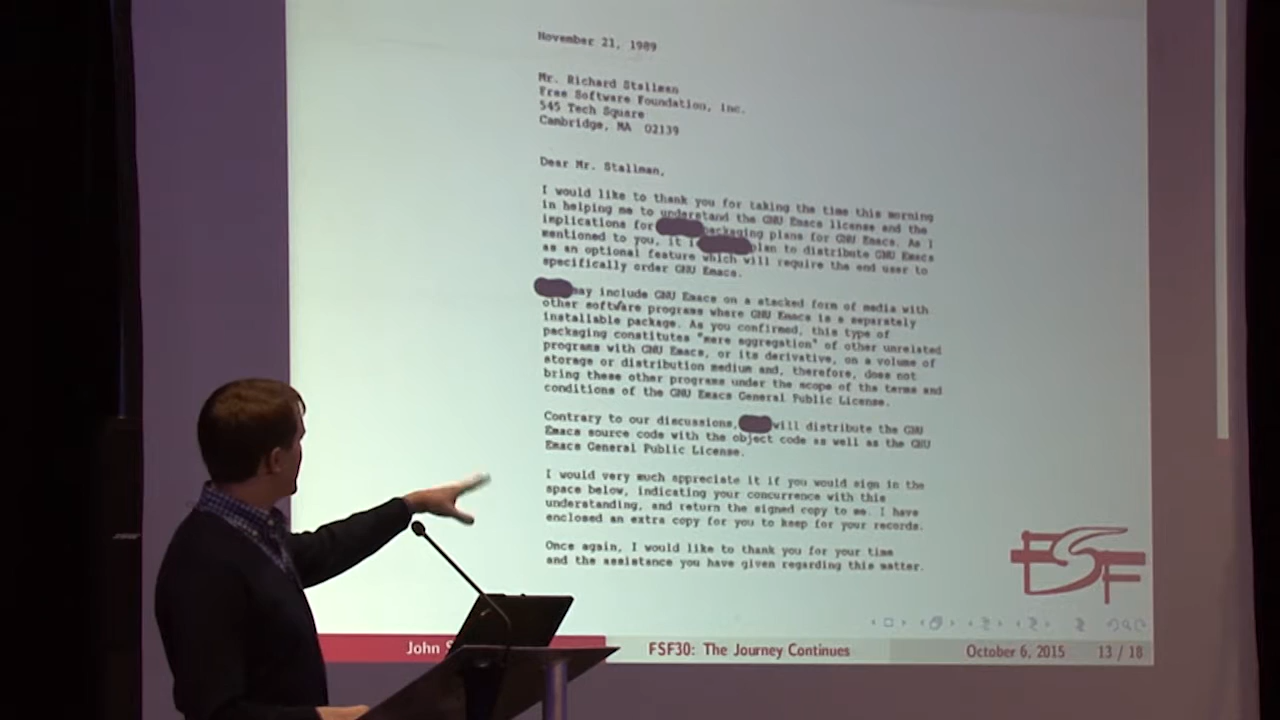 November 21, 1989
Mr. Richard Stallman
Free Software Foundation, Inc.
545 Tech Square
Cambridge, MA 02139
Dear Mr. Stallman,
I would like to thank you for taking the time this morning
in helping me to understand the GNU Emacs license and the
implications for packaging plans for GNU Emacs. As I
mentioned to you, it i plan to distribute GNU Emacs
as an optional feature which will require the end user to
specifically order GNU Emacs.
may include GNU Emacs on a stacked form of media with
other software programs where GNU Emacs is a separately
installable package. As you confirmed, this type of
packaging constitutes "mere aggregation" of other unrelated
programs with GNU Emacs, or its derivative, on a volume of
storage or distribution medium and, therefore, does not
bring these other programs under the scope of the terms and
conditions of the GNU Emacs General Public License.
Contrary to our discussions, will distribute the GNU
Emacs source code with the object code as well as the GNU
Emacs General Public License.
I would very much appreciate it if you would sign in the
space below, indicating your concurrence with this
understanding, and return the signed copy to me. I have
enclosed an extra copy for you to keep for your records.
Once again, I would like to thank you for your time
and the assistance you have given regarding this matter.
FSF
John S
FSF30: The Journey Continues
October 6, 2015
13 / 18